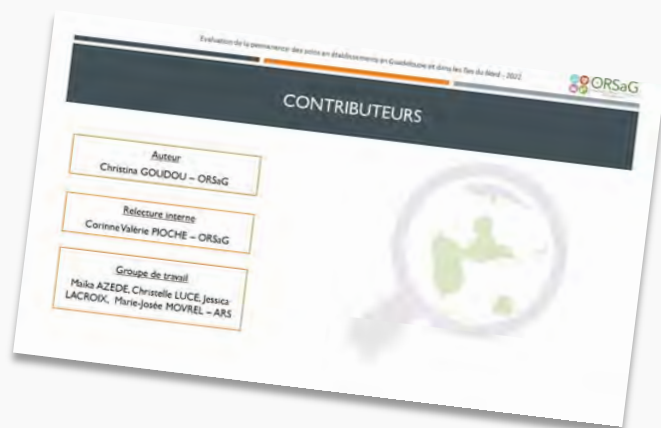 Evaluation de la permanence des soins en établissements en Guadeloupe et dans les Iles du Nord - 2022
ORSaG
CONTRIBUTEURS
Auteur
Christina GOUDOU – ORSaG
Relecture interne
Corinne Valérie PIOCHE – ORSaG
Groupe de travail
Maika AZEDE, Christelle LUCE, Jessica
LACROIX, Marie-Josée MOVREL – ARS